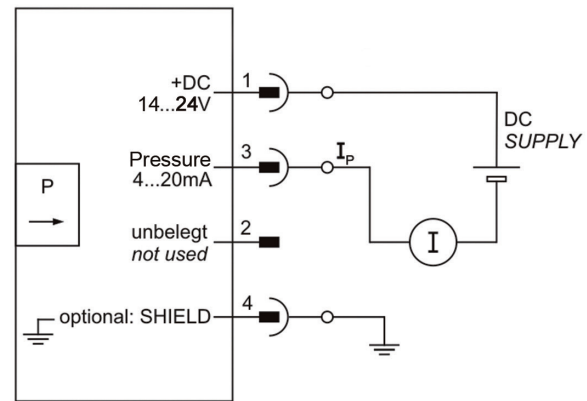 +DC
14...24V
1
DC
SUPPLY
Pressure
4...20mA
3
IP
P
unbelegt
not used
2
I
optional: SHIELD
4